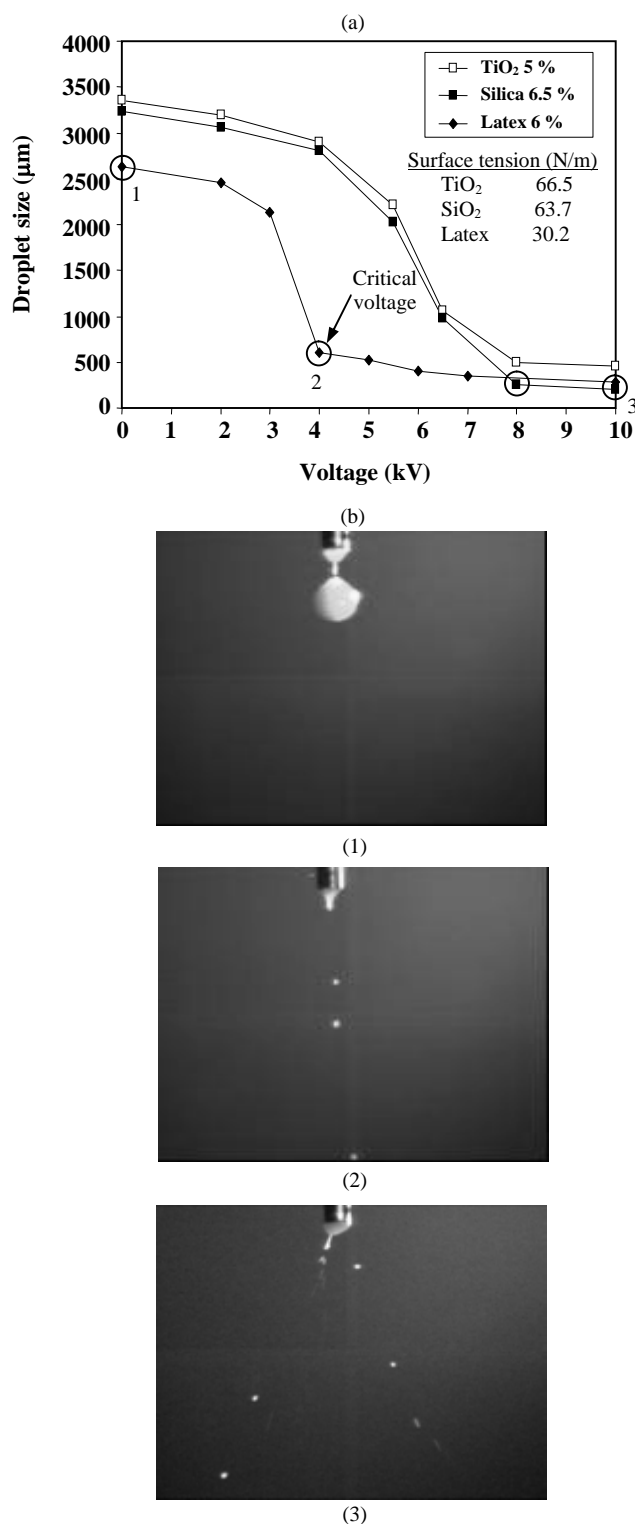 (a)
4000
3500
3000
2500
2000
1500
1000
500
0
Droplet size (μm)
TiO₂ 5 %
Silica 6.5 %
Latex 6 %
Surface tension (N/m)
TiO₂ 66.5
SiO₂ 63.7
Latex 30.2
1
Critical
voltage
2
3
0 1 2 3 4 5 6 7 8 9 10
Voltage (kV)
(b)
(1)
(2)
(3)